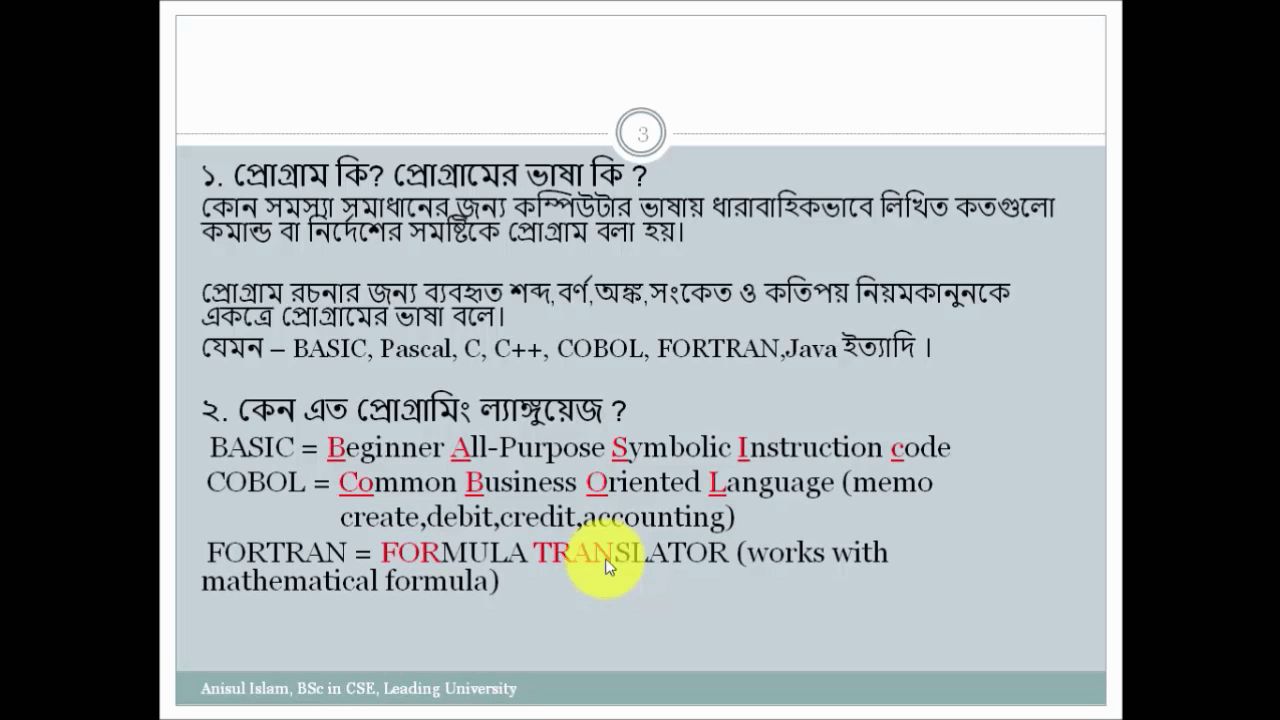 3
১. প্রোগ্রাম কি? প্রোগ্রামের ভাষা কি ?
কোন সমস্যা সমাধানের জন্য কম্পিউটার ভাষায় ধারাবাহিকভাবে লিখিত কতগুলো
কমান্ড বা নির্দেশের সমষ্টিকে প্রোগ্রাম বলা হয়।
প্রোগ্রাম রচনার জন্য ব্যবহৃত শব্দ,বর্ণ,অঙ্ক,সংকেত ও কতিপয় নিয়মকানুনকে
একত্রে প্রোগ্রামের ভাষা বলে।
যেমন – BASIC, Pascal, C, C++, COBOL, FORTRAN,Java ইত্যাদি ।
২. কেন এত প্রোগ্রামিং ল্যাঙ্গুয়েজ ?
BASIC = Beginner All-Purpose Symbolic Instruction code
COBOL = Common Business Oriented Language (memo
create,debit,credit,accounting)
FORTRAN = FORMULA TRANSLATOR (works with
mathematical formula)
Anisul Islam, BSc in CSE, Leading University